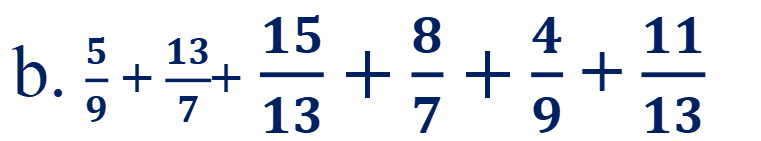 b. 5/9 + 13/7 + 15/13 + 8/7 + 4/9 + 11/13